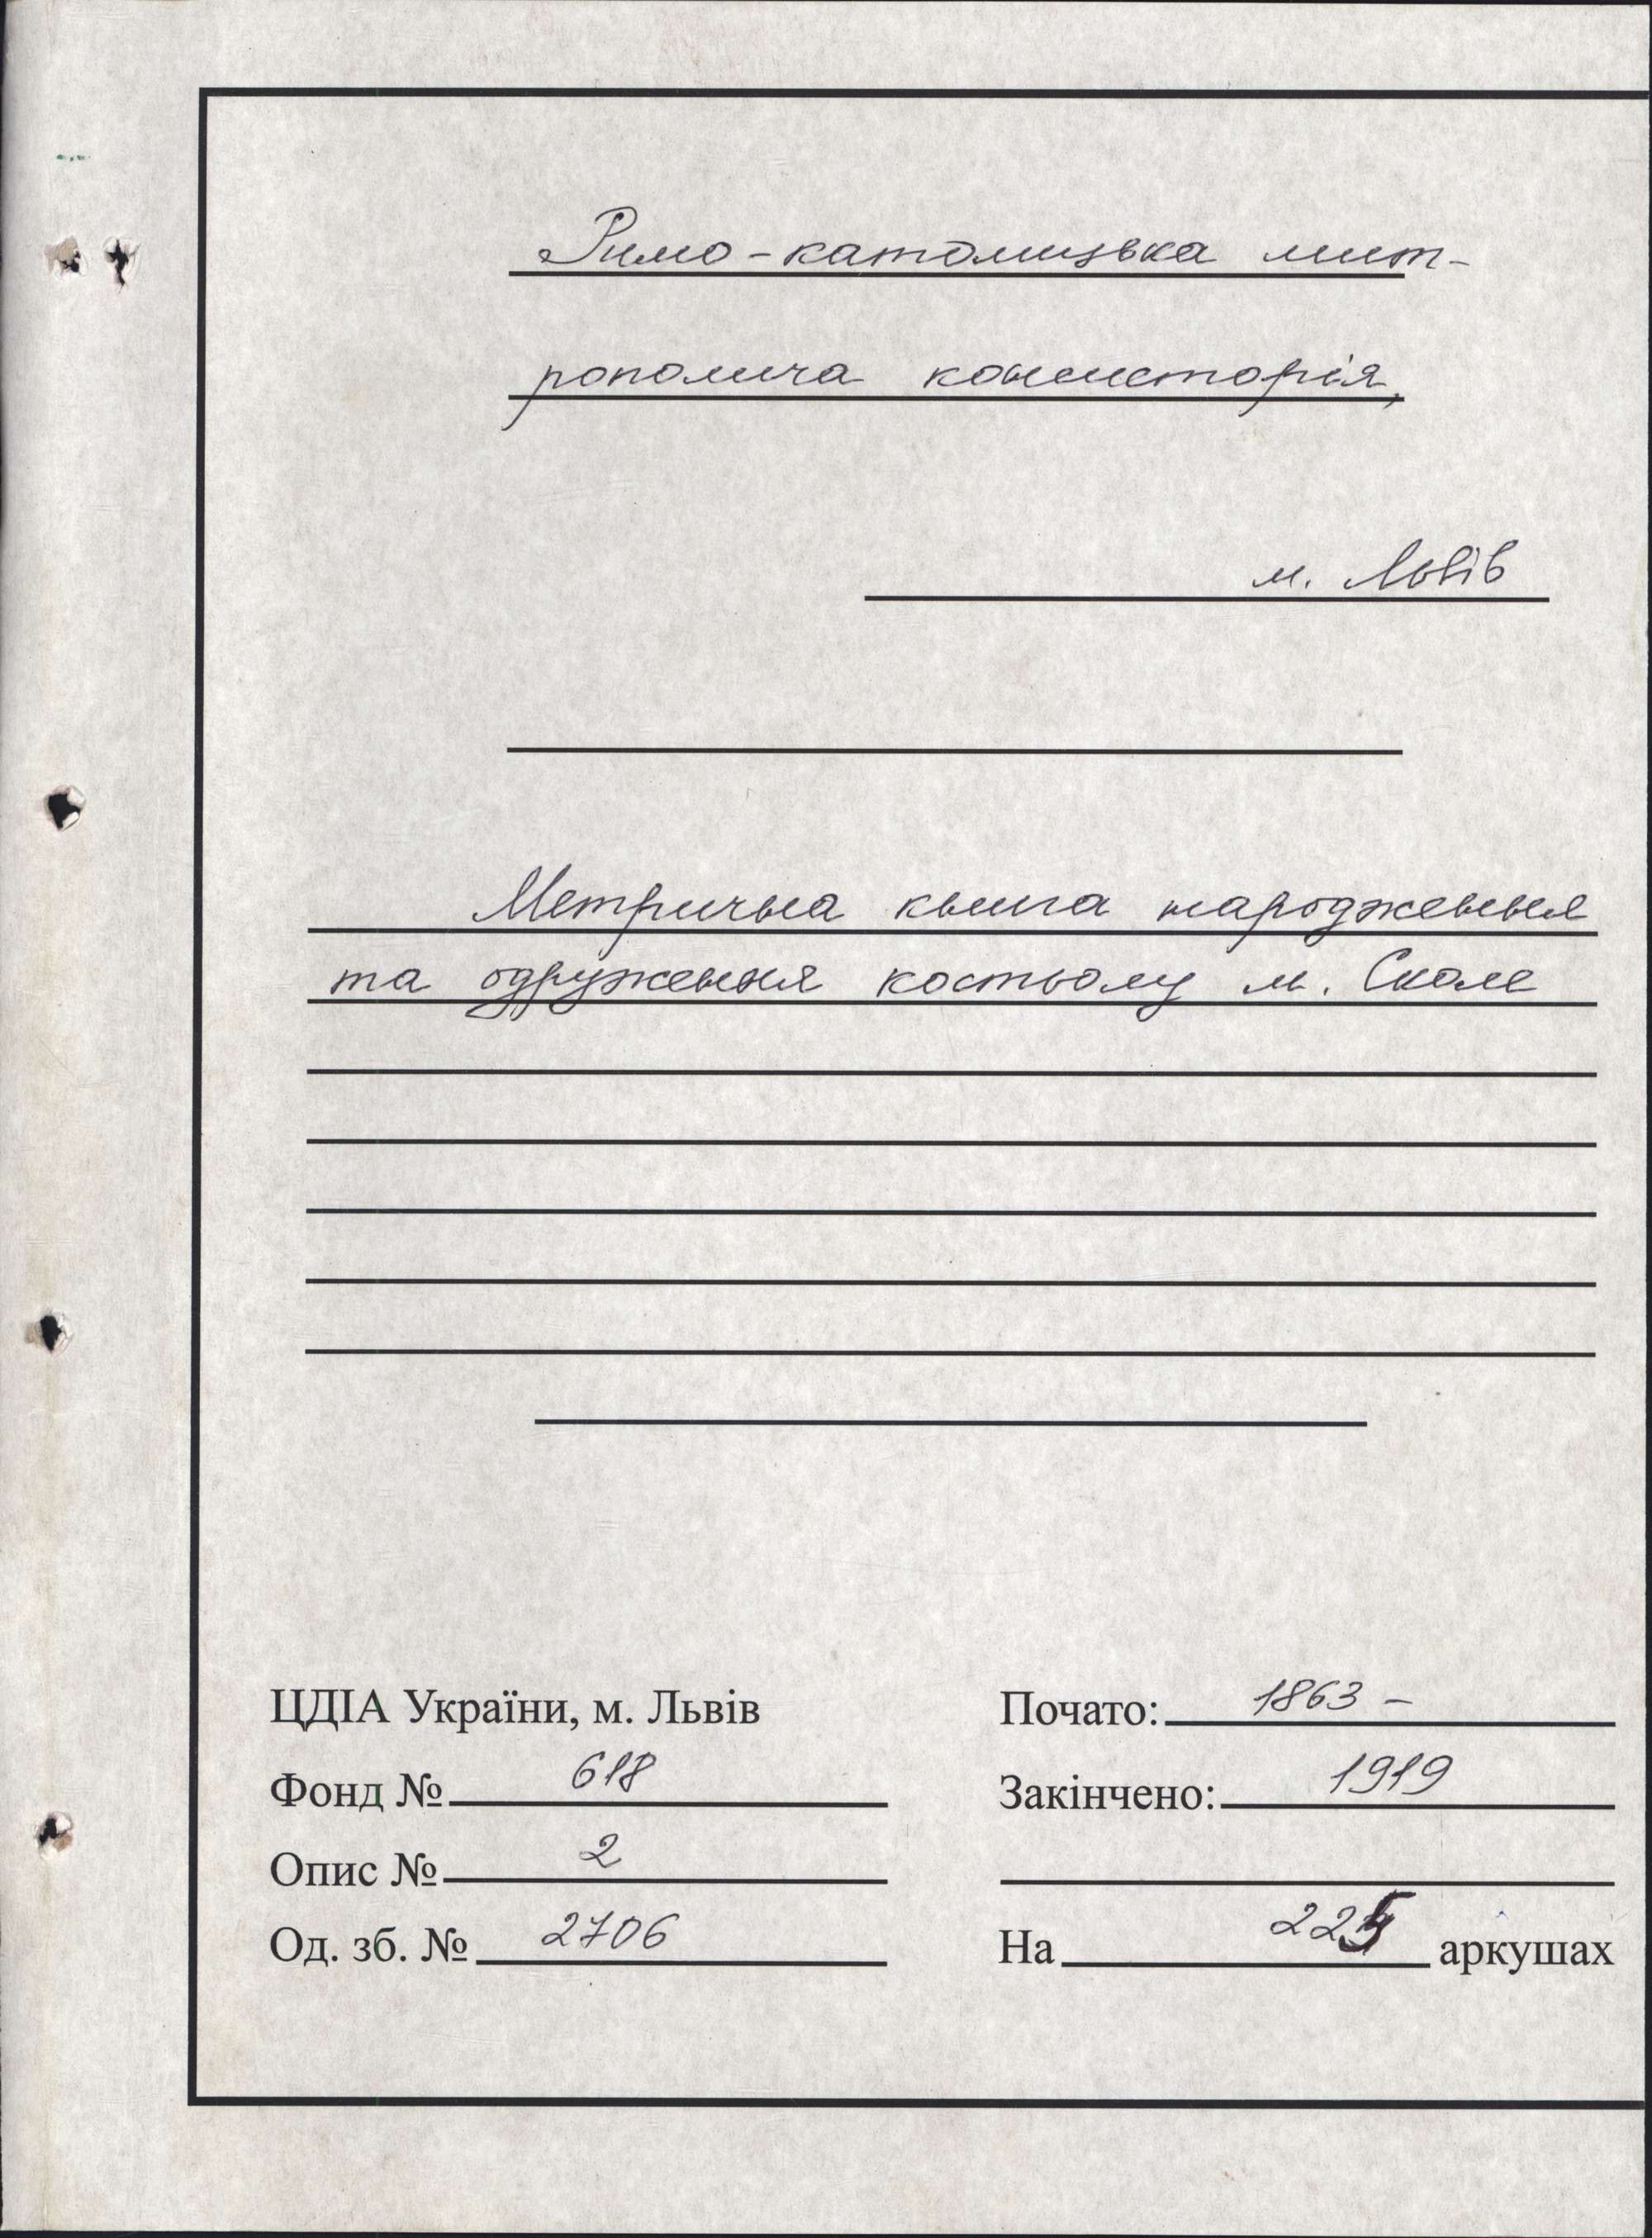 Римо-католицька мит-
рополича консисторія,
м. Львів
Метрична книга народження
та одруження костьолу м. Сколе
ЦДІА України, м. Львів
Фонд № 618
Опис № 2
Од. зб. № 2706
Почато: 1863 -
Закінчено: 1919
На 225 аркушах